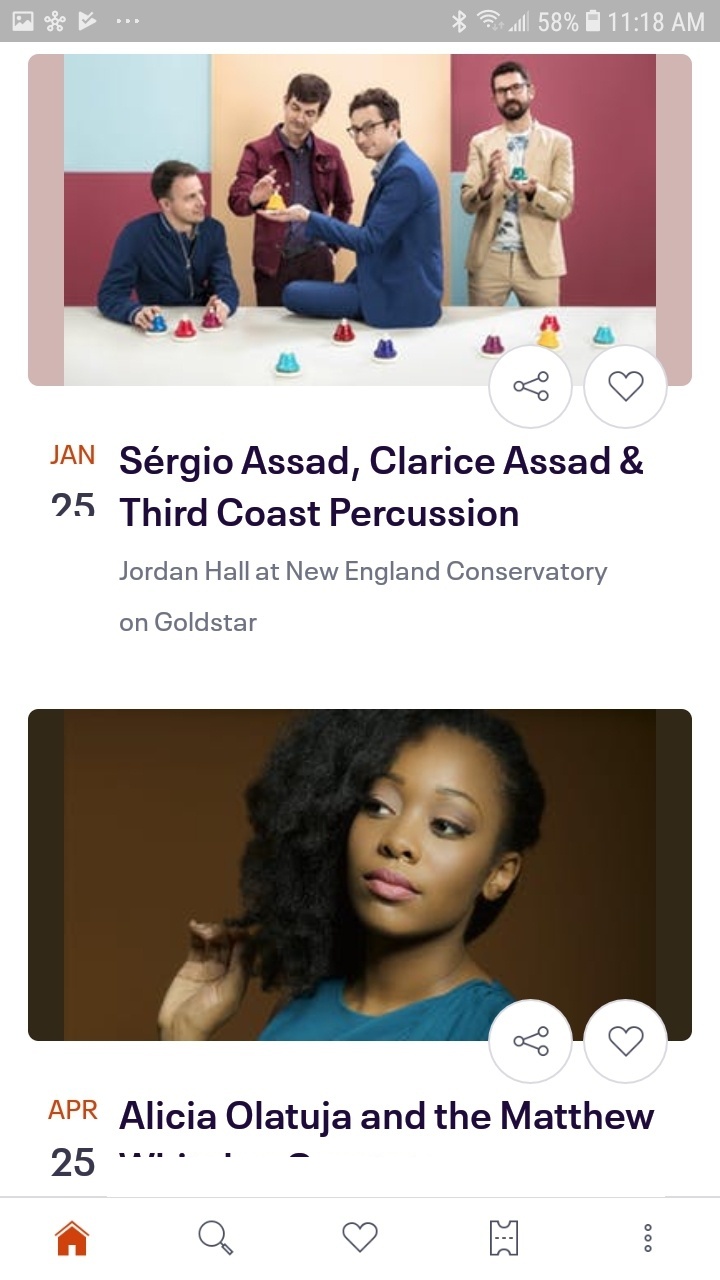 58% 11:18 AM
JAN
25
Sérgio Assad, Clarice Assad &
Third Coast Percussion
Jordan Hall at New England Conservatory
on Goldstar
APR
25
Alicia Olatuja and the Matthew